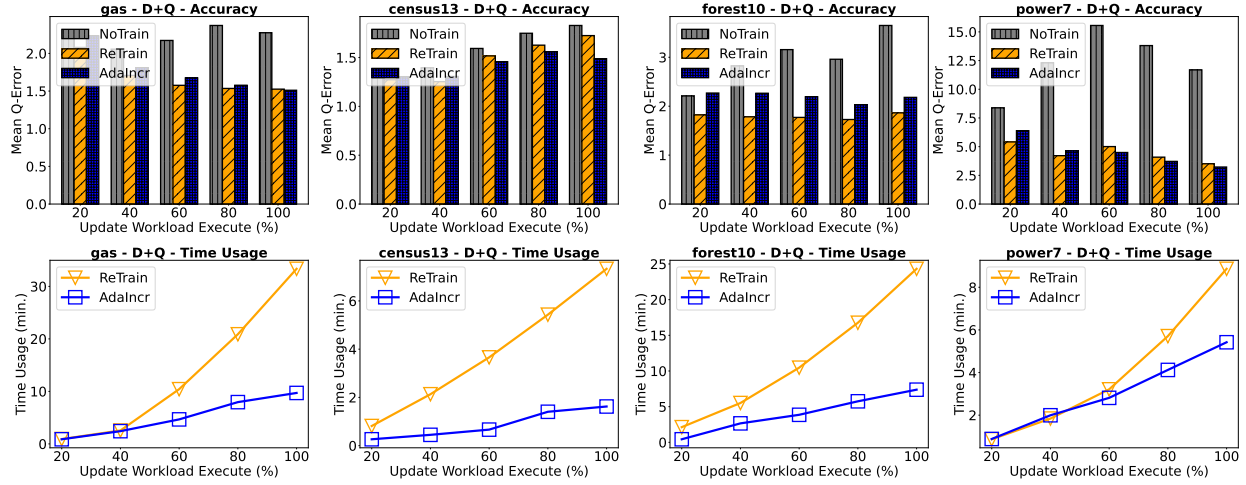 gas - D+Q - Accuracy
Mean Q-Error
2.0
1.5
1.0
0.5
0.0
NoTrain
ReTrain
AdaIncr
20 40 60 80 100
Update Workload Execute (%)
census13 - D+Q - Accuracy
Mean Q-Error
1.5
1.0
0.5
0.0
NoTrain
ReTrain
AdaIncr
20 40 60 80 100
Update Workload Execute (%)
forest10 - D+Q - Accuracy
Mean Q-Error
3
2
1
0
NoTrain
ReTrain
AdaIncr
20 40 60 80 100
Update Workload Execute (%)
power7 - D+Q - Accuracy
Mean Q-Error
15.0
12.5
10.0
7.5
5.0
2.5
0.0
NoTrain
ReTrain
AdaIncr
20 40 60 80 100
Update Workload Execute (%)
gas - D+Q - Time Usage
Time Usage (min.)
30
20
10
0
ReTrain
AdaIncr
20 40 60 80 100
Update Workload Execute (%)
census13 - D+Q - Time Usage
Time Usage (min.)
6
4
2
0
ReTrain
AdaIncr
20 40 60 80 100
Update Workload Execute (%)
forest10 - D+Q - Time Usage
Time Usage (min.)
25
20
15
10
5
0
ReTrain
AdaIncr
20 40 60 80 100
Update Workload Execute (%)
power7 - D+Q - Time Usage
Time Usage (min.)
8
6
4
2
ReTrain
AdaIncr
20 40 60 80 100
Update Workload Execute (%)